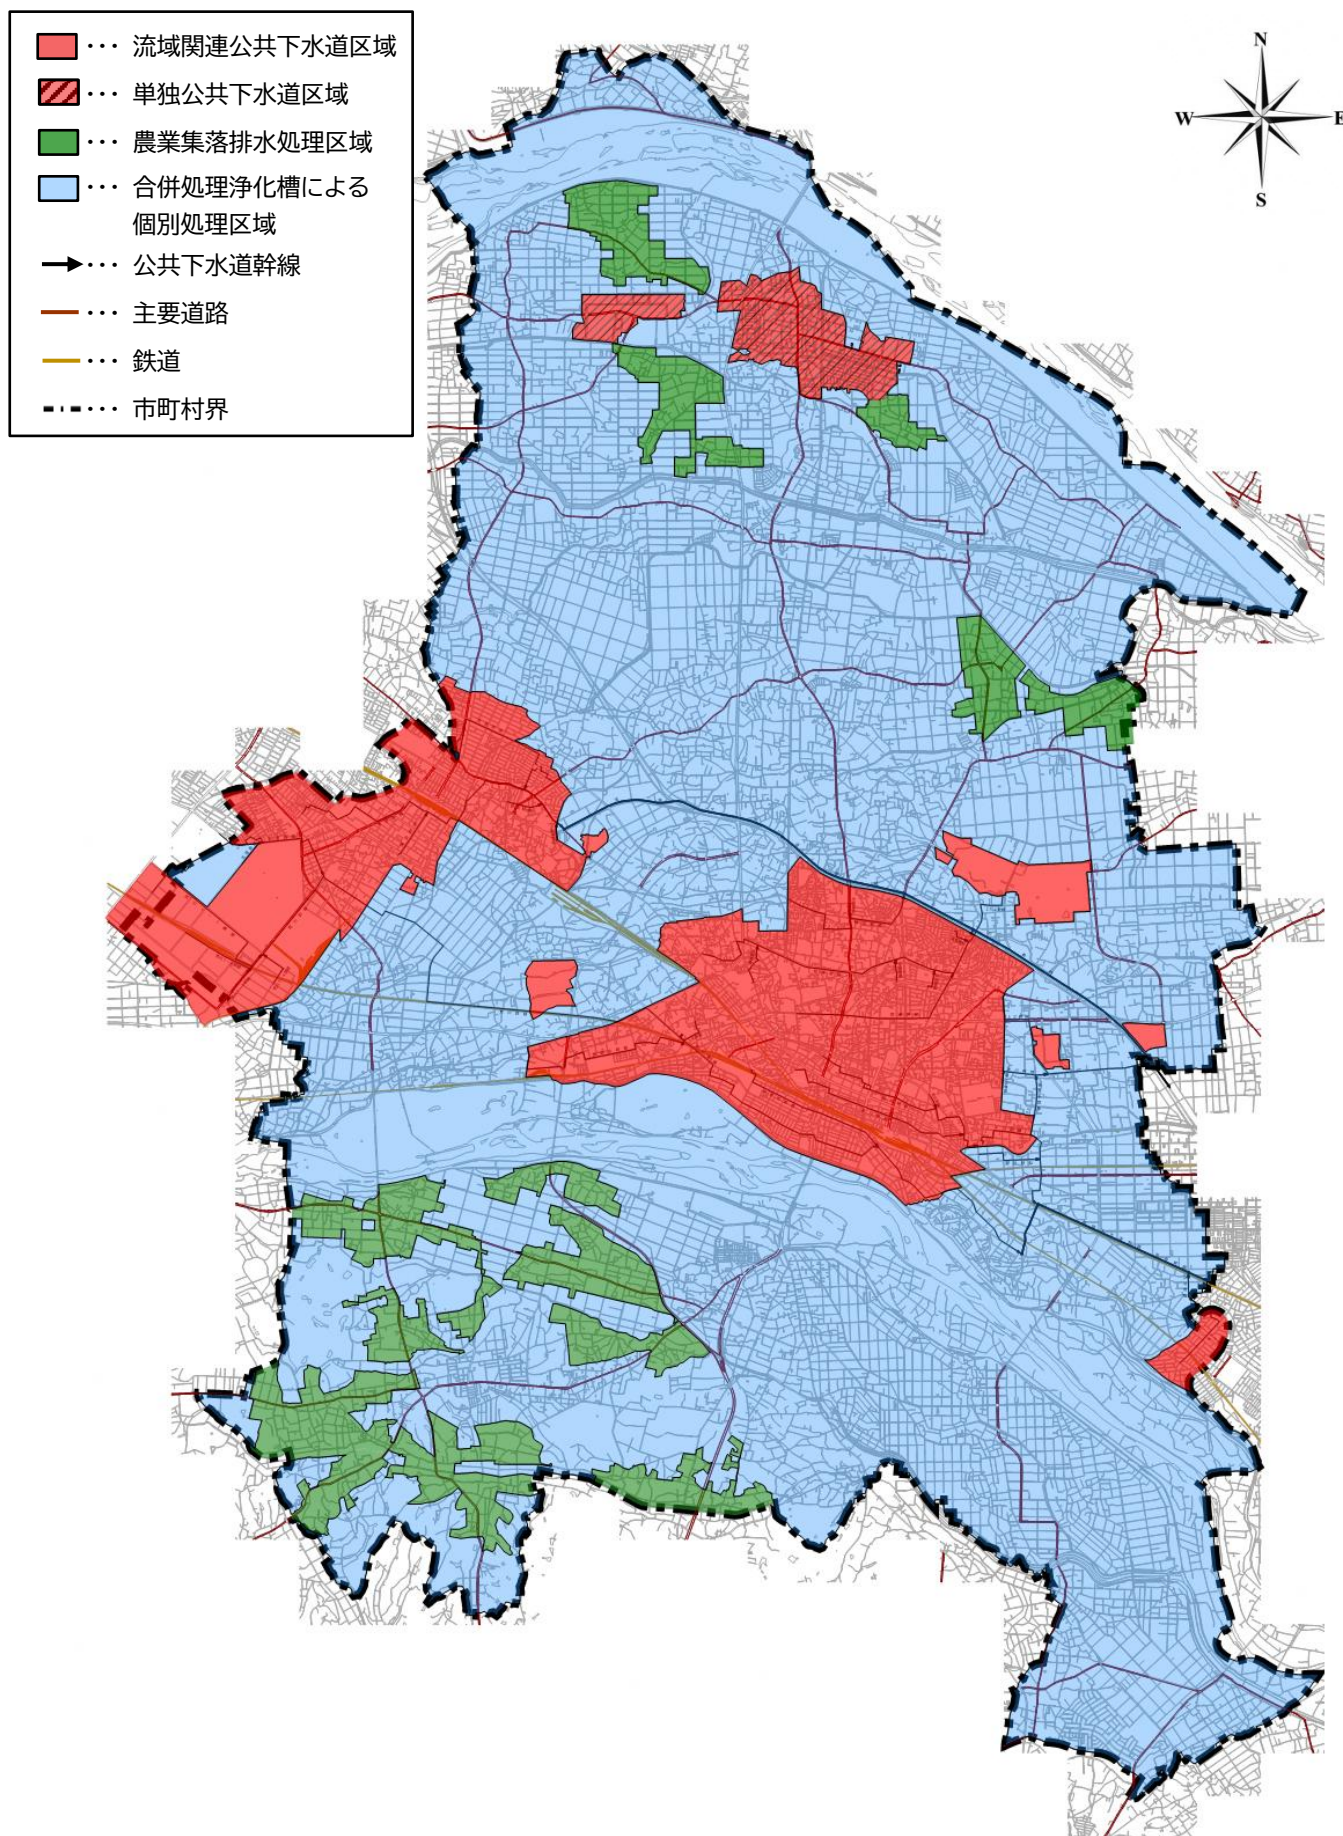 … 流域関連公共下水道区域
… 単独公共下水道区域
… 農業集落排水処理区域
… 合併処理浄化槽による
個別処理区域
… 公共下水道幹線
… 主要道路
… 鉄道
… 市町村界
N
W
E
S